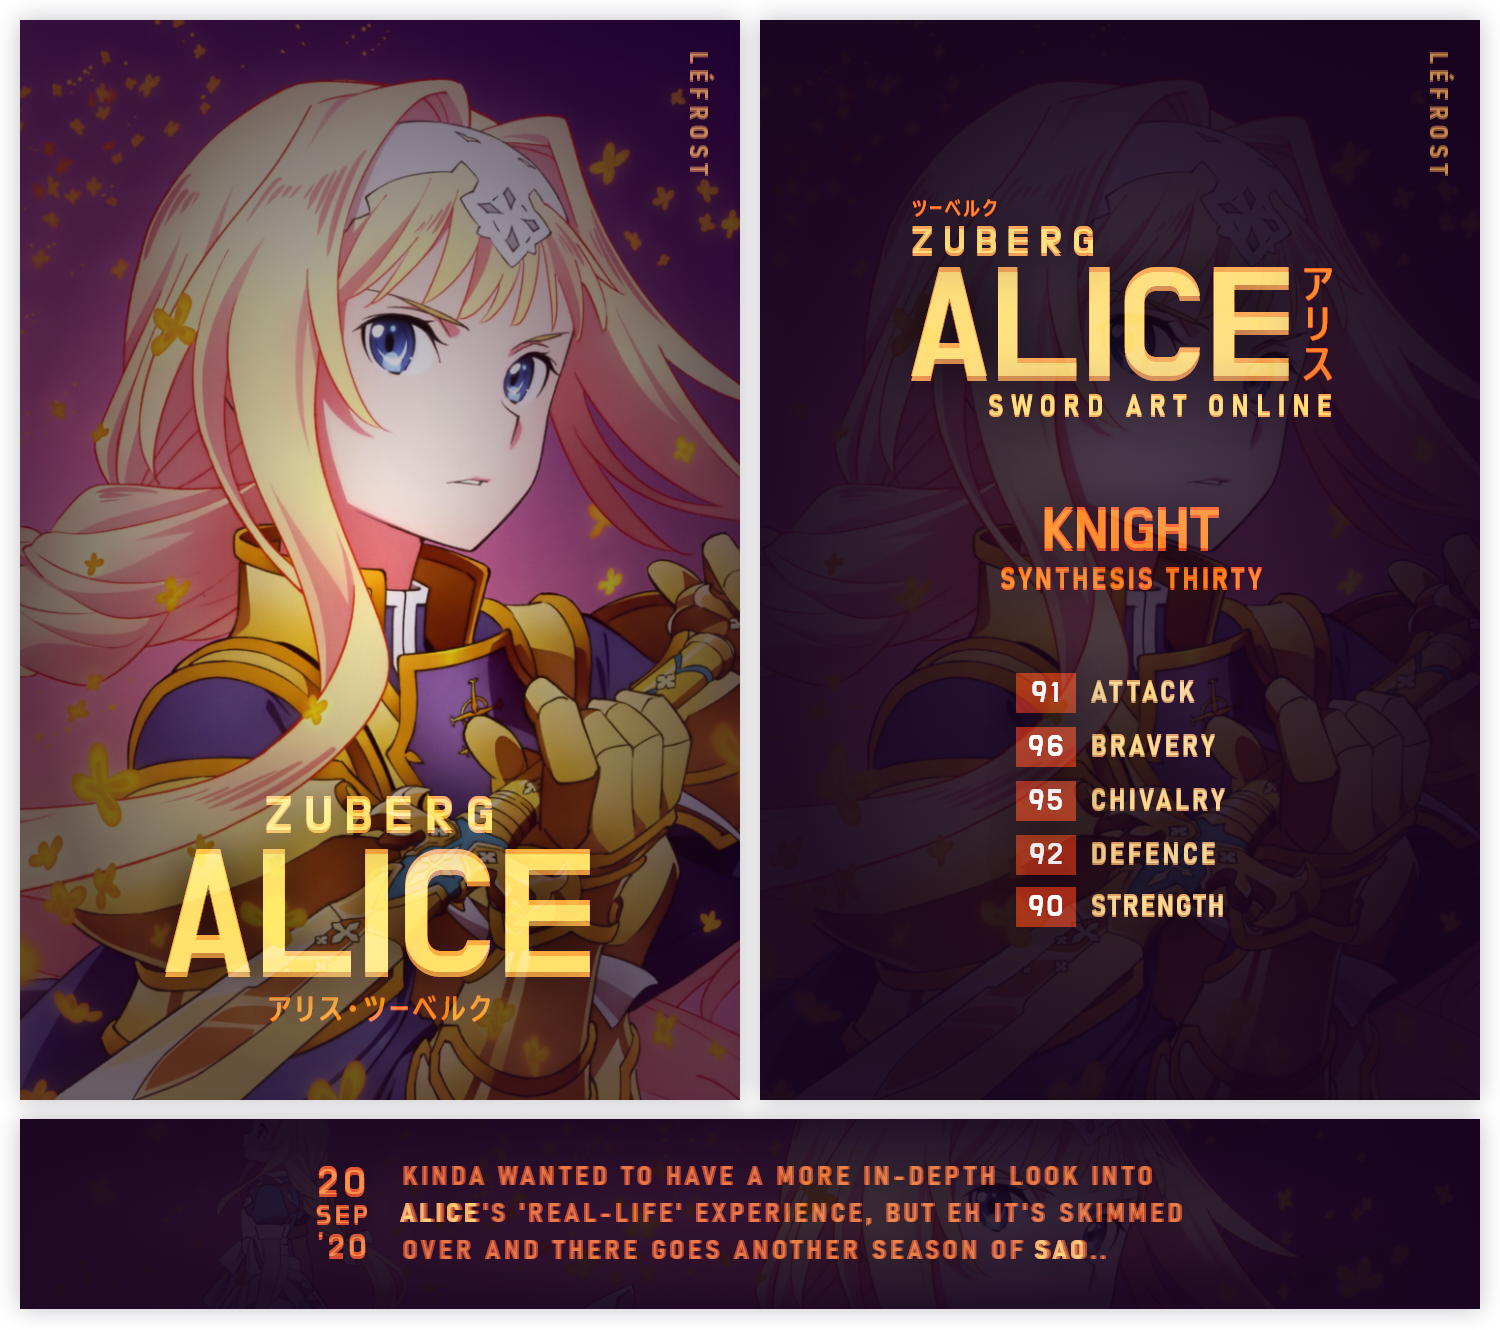 LÉFROST
ZUBERG
ALICE
アリス・ツーベルク
LÉFROST
ツーベルク
ZUBERG
ALICE
アリス
SWORD ART ONLINE
KNIGHT
SYNTHESIS THIRTY
91 ATTACK
96 BRAVERY
95 CHIVALRY
92 DEFENCE
90 STRENGTH
20
SEP
'20
KINDA WANTED TO HAVE A MORE IN-DEPTH LOOK INTO
ALICE'S 'REAL-LIFE' EXPERIENCE, BUT EH IT'S SKIMMED
OVER AND THERE GOES ANOTHER SEASON OF SAO..